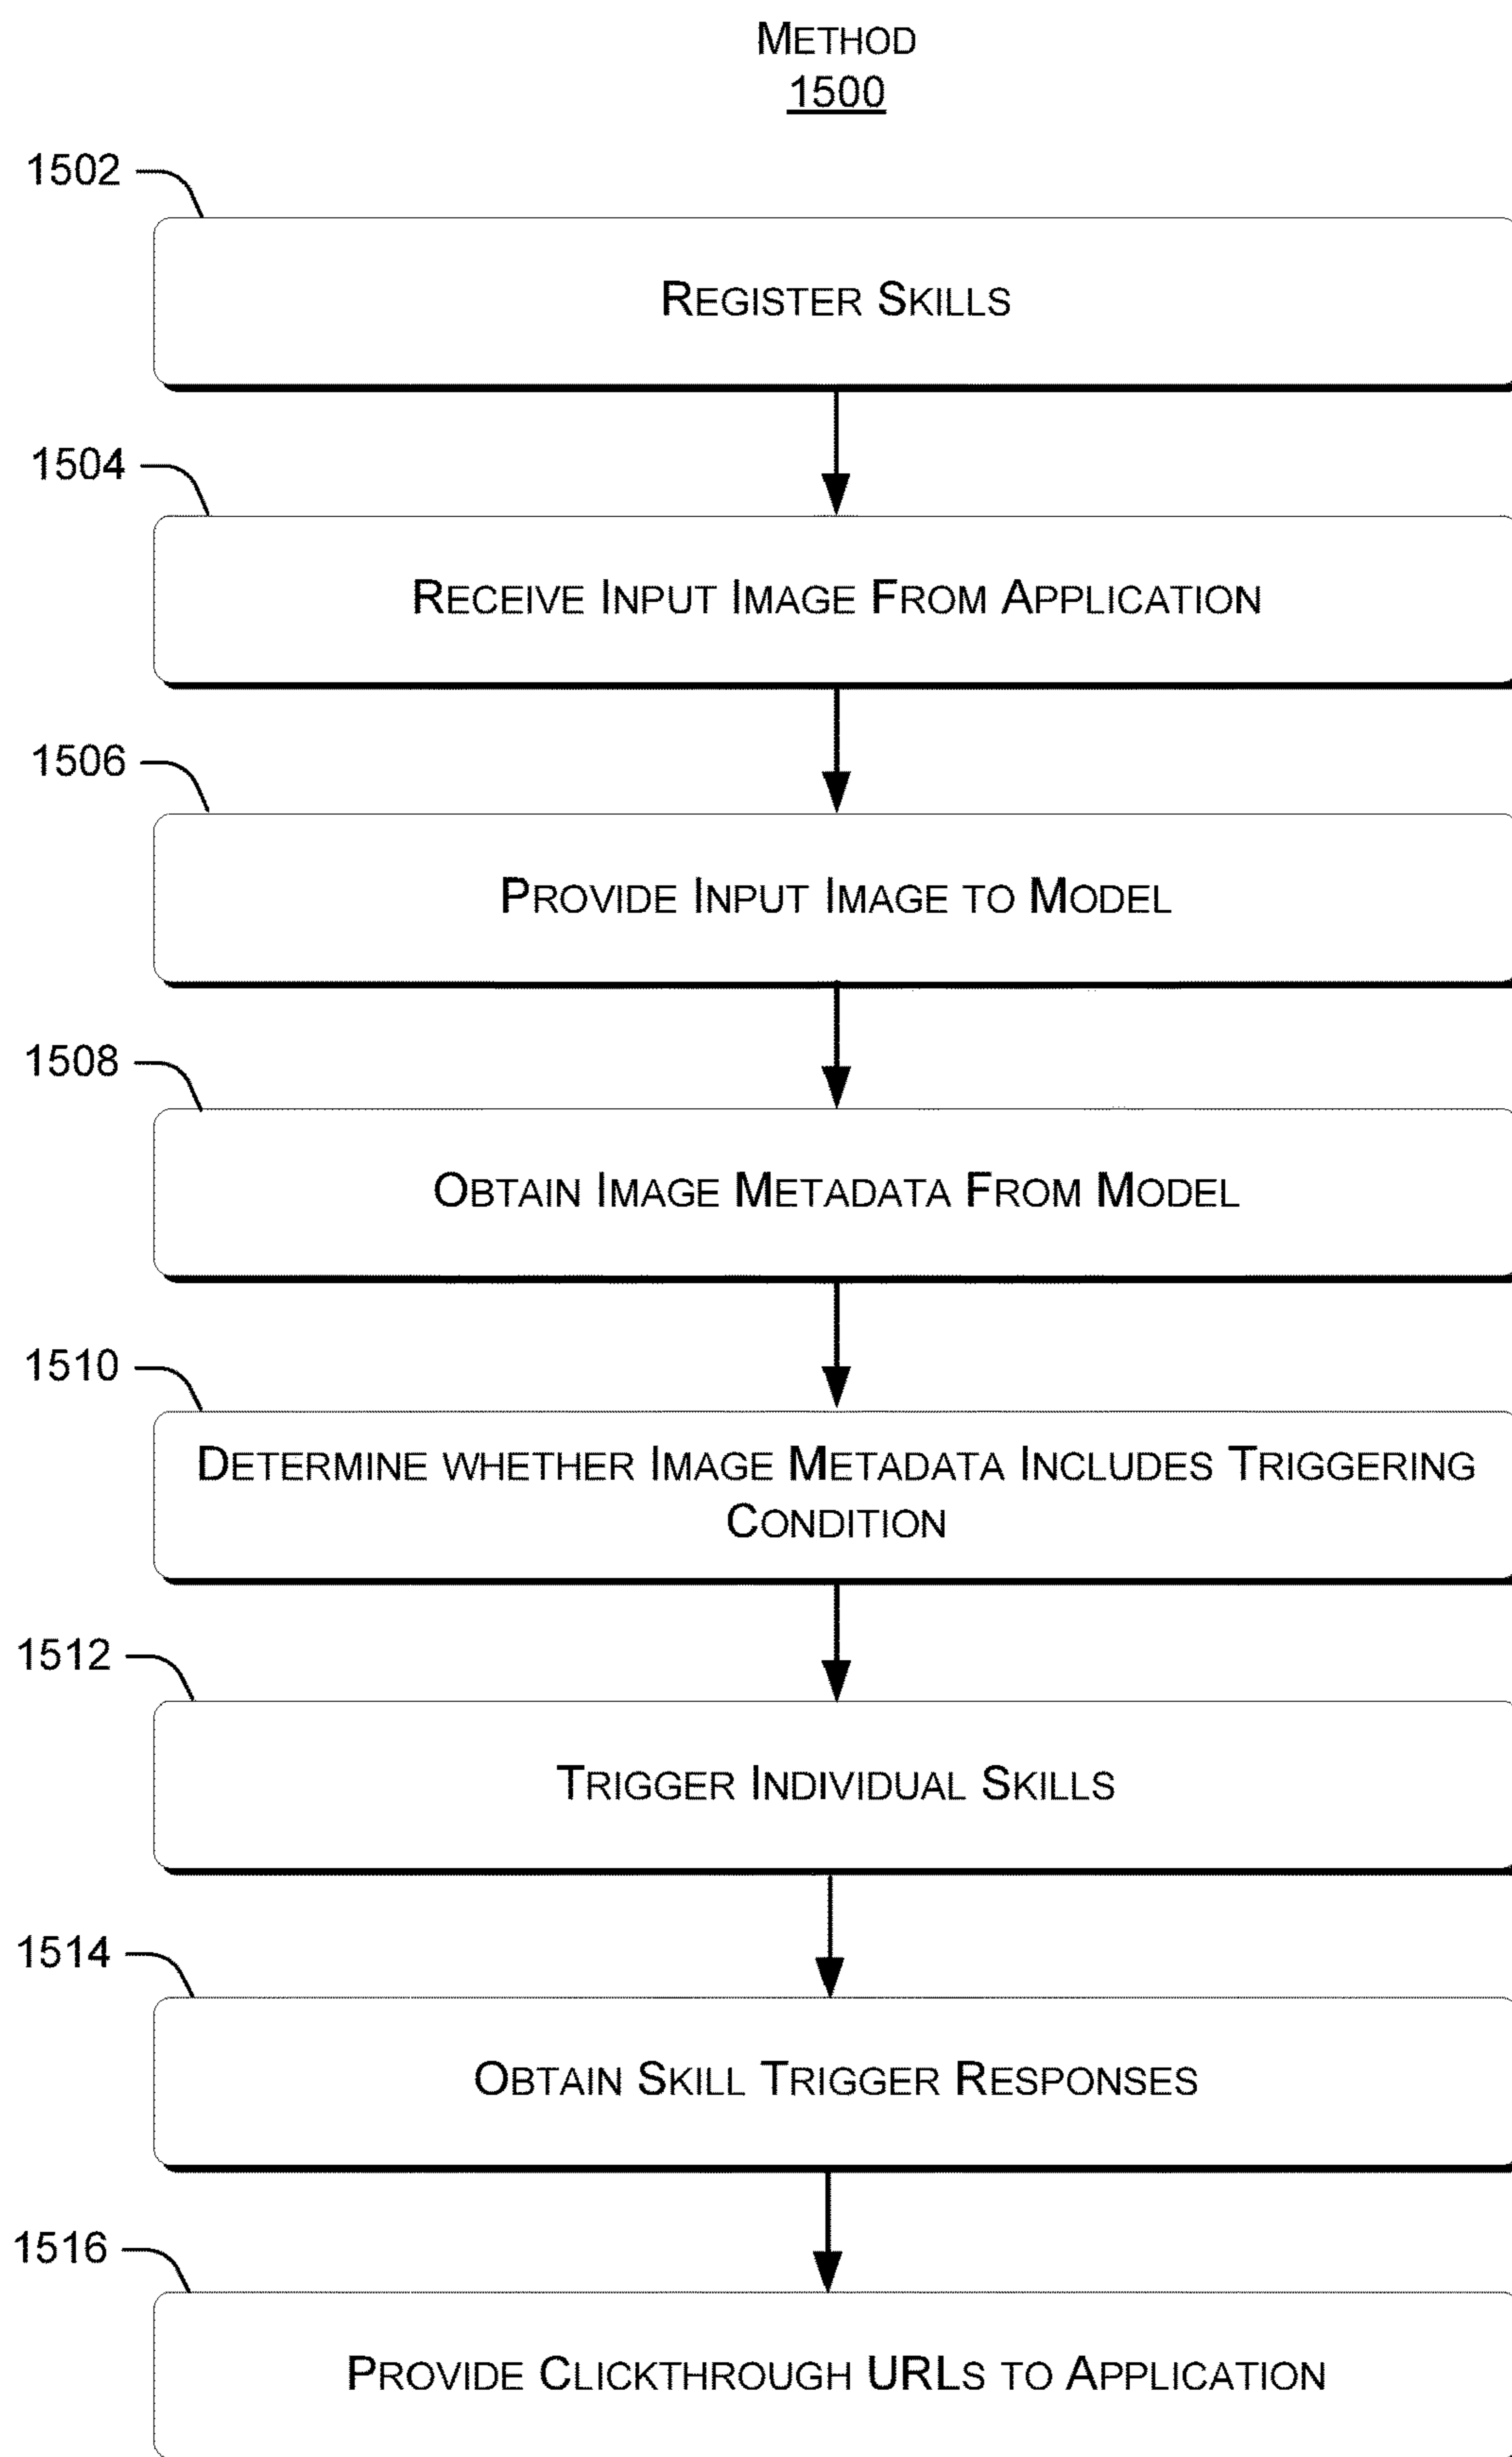 METHOD
1500
1502
REGISTER SKILLS
1504
RECEIVE INPUT IMAGE FROM APPLICATION
1506
PROVIDE INPUT IMAGE TO MODEL
1508
OBTAIN IMAGE METADATA FROM MODEL
1510
DETERMINE WHETHER IMAGE METADATA INCLUDES TRIGGERING
CONDITION
1512
TRIGGER INDIVIDUAL SKILLS
1514
OBTAIN SKILL TRIGGER RESPONSES
1516
PROVIDE CLICKTHROUGH URLS TO APPLICATION